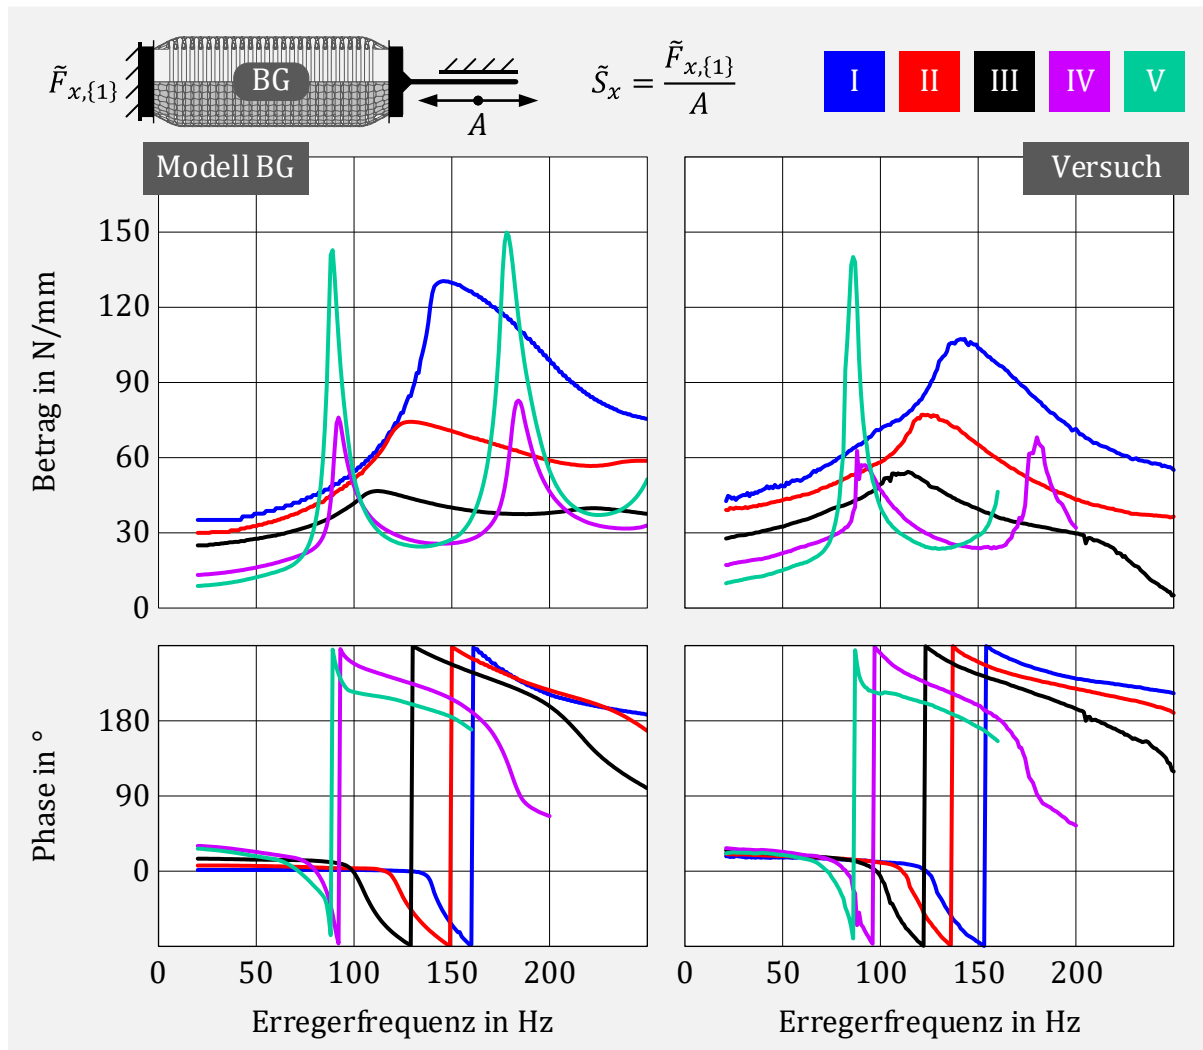 F̃x,{1} BG A S̃x = F̃x,{1} / A I II III IV V
Modell BG
Versuch
Betrag in N/mm
150
120
90
60
30
0
Phase in °
180
90
0
0 50 100 150 200
0 50 100 150 200
Erregerfrequenz in Hz
Erregerfrequenz in Hz